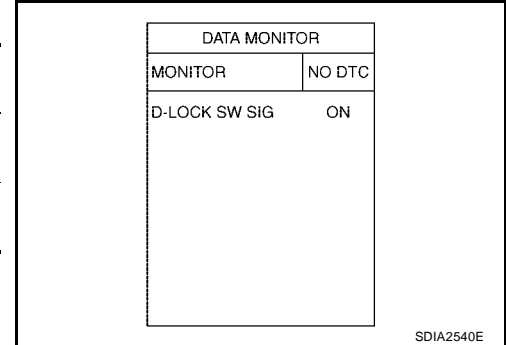 DATA MONITOR
MONITOR NO DTC
D-LOCK SW SIG ON
SDIA2540E